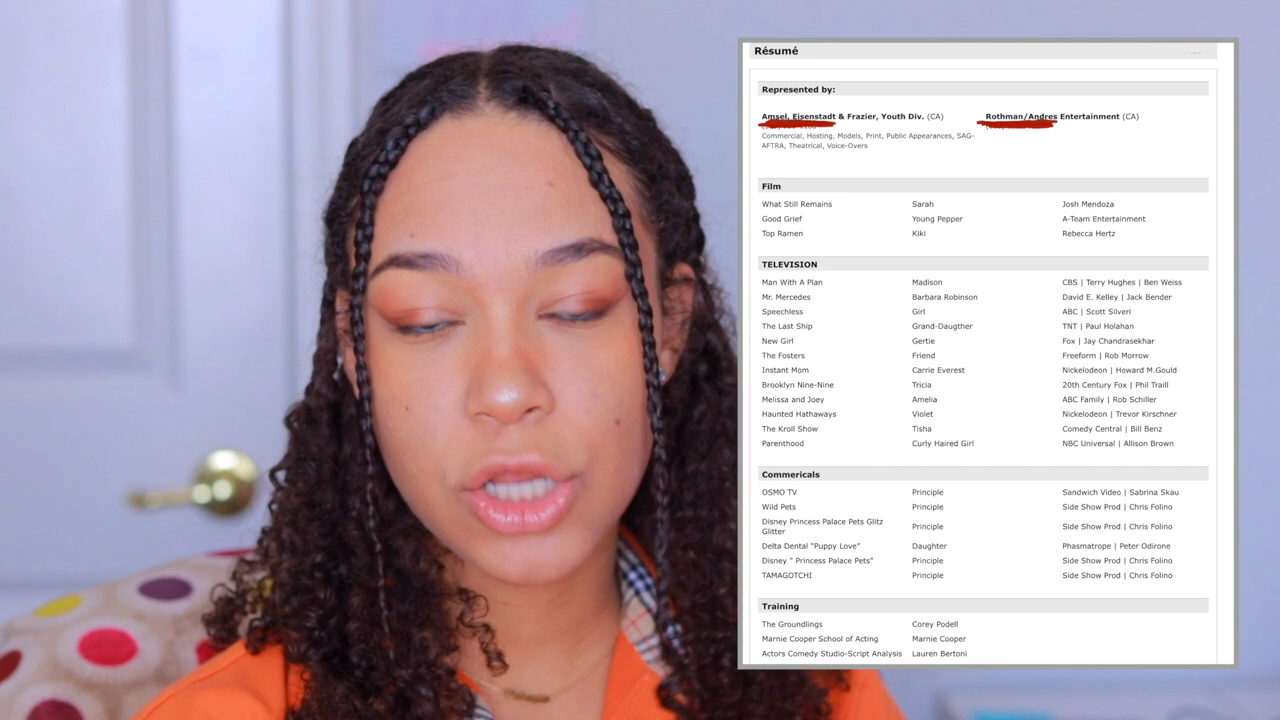 Résumé
Represented by:
Amsel, Eisenstadt & Frazier, Youth Div. (CA) Rothman/Andres Entertainment (CA)
Commercial, Hosting, Models, Print, Public Appearances, SAG-
AFTRA, Theatrical, Voice-Overs
Film
What Still Remains Sarah Josh Mendoza
Good Grief Young Pepper A-Team Entertainment
Top Ramen Kiki Rebecca Hertz
TELEVISION
Man With A Plan Madison CBS | Terry Hughes | Ben Weiss
Mr. Mercedes Barbara Robinson David E. Kelley | Jack Bender
Speechless Girl ABC | Scott Silveri
The Last Ship Grand-Daugther TNT | Paul Holahan
New Girl Gertie Fox | Jay Chandrasekhar
The Fosters Friend Freeform | Rob Morrow
Instant Mom Carrie Everest Nickelodeon | Howard M.Gould
Brooklyn Nine-Nine Tricia 20th Century Fox | Phil Traill
Melissa and Joey Amelia ABC Family | Rob Schiller
Haunted Hathaways Violet Nickelodeon | Trevor Kirschner
The Kroll Show Tisha Comedy Central | Bill Benz
Parenthood Curly Haired Girl NBC Universal | Allison Brown
Commericals
OSMO TV Principle Sandwich Video | Sabrina Skau
Wild Pets Principle Side Show Prod | Chris Folino
Disney Princess Palace Pets Glitz
Glitter Principle Side Show Prod | Chris Folino
Delta Dental "Puppy Love" Daughter Phasmatrope | Peter Odirone
Disney " Princess Palace Pets" Principle Side Show Prod | Chris Folino
TAMAGOTCHI Principle Side Show Prod | Chris Folino
Training
The Groundlings Corey Podell
Marnie Cooper School of Acting Marnie Cooper
Actors Comedy Studio-Script Analysis Lauren Bertoni